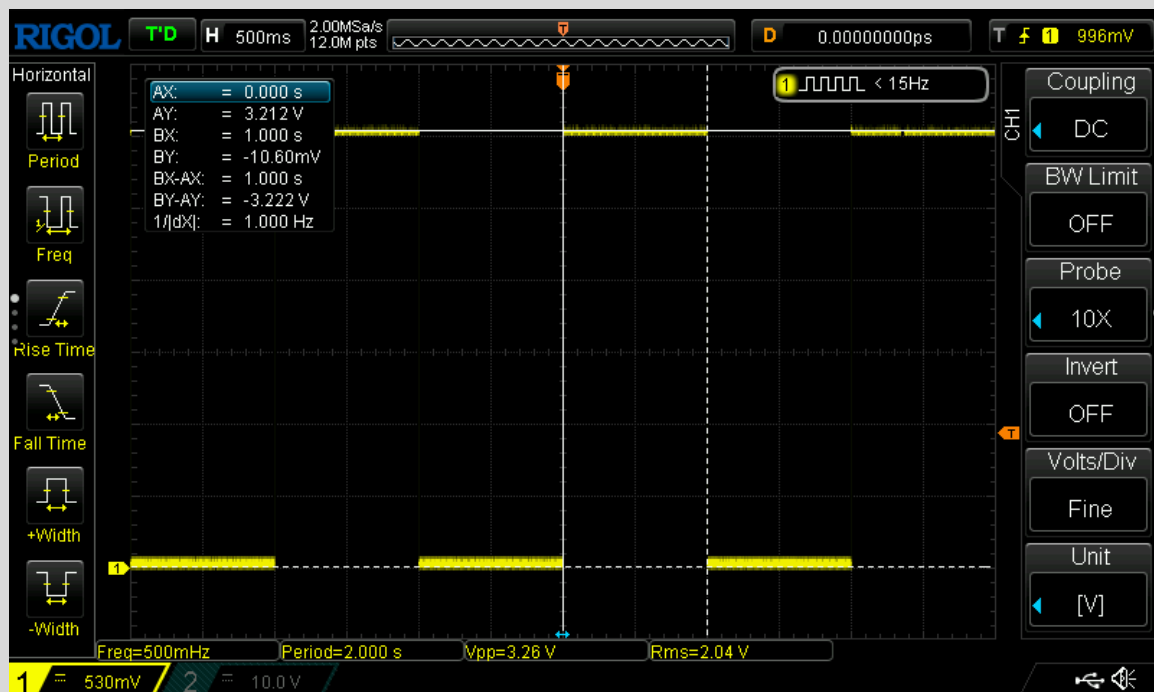 RIGOL T'D H 500ms 2.00MSa/s 12.0M pts T D 0.00000000ps T 1 996mV
Horizontal
Period
Freq
Rise Time
Fall Time
+Width
-Width
AX: = 0.000 s
AY: = 3.212 V
BX: = 1.000 s
BY: = -10.60mV
BX-AX: = 1.000 s
BY-AY: = -3.222 V
1/|dX|: = 1.000 Hz
T
1 < 15Hz
T
1
CH1
Coupling
DC
BW Limit
OFF
Probe
10X
Invert
OFF
Volts/Div
Fine
Unit
[V]
Freq=500mHz Period=2.000 s Vpp=3.26 V Rms=2.04 V
1 = 530mV 2 = 10.0 V